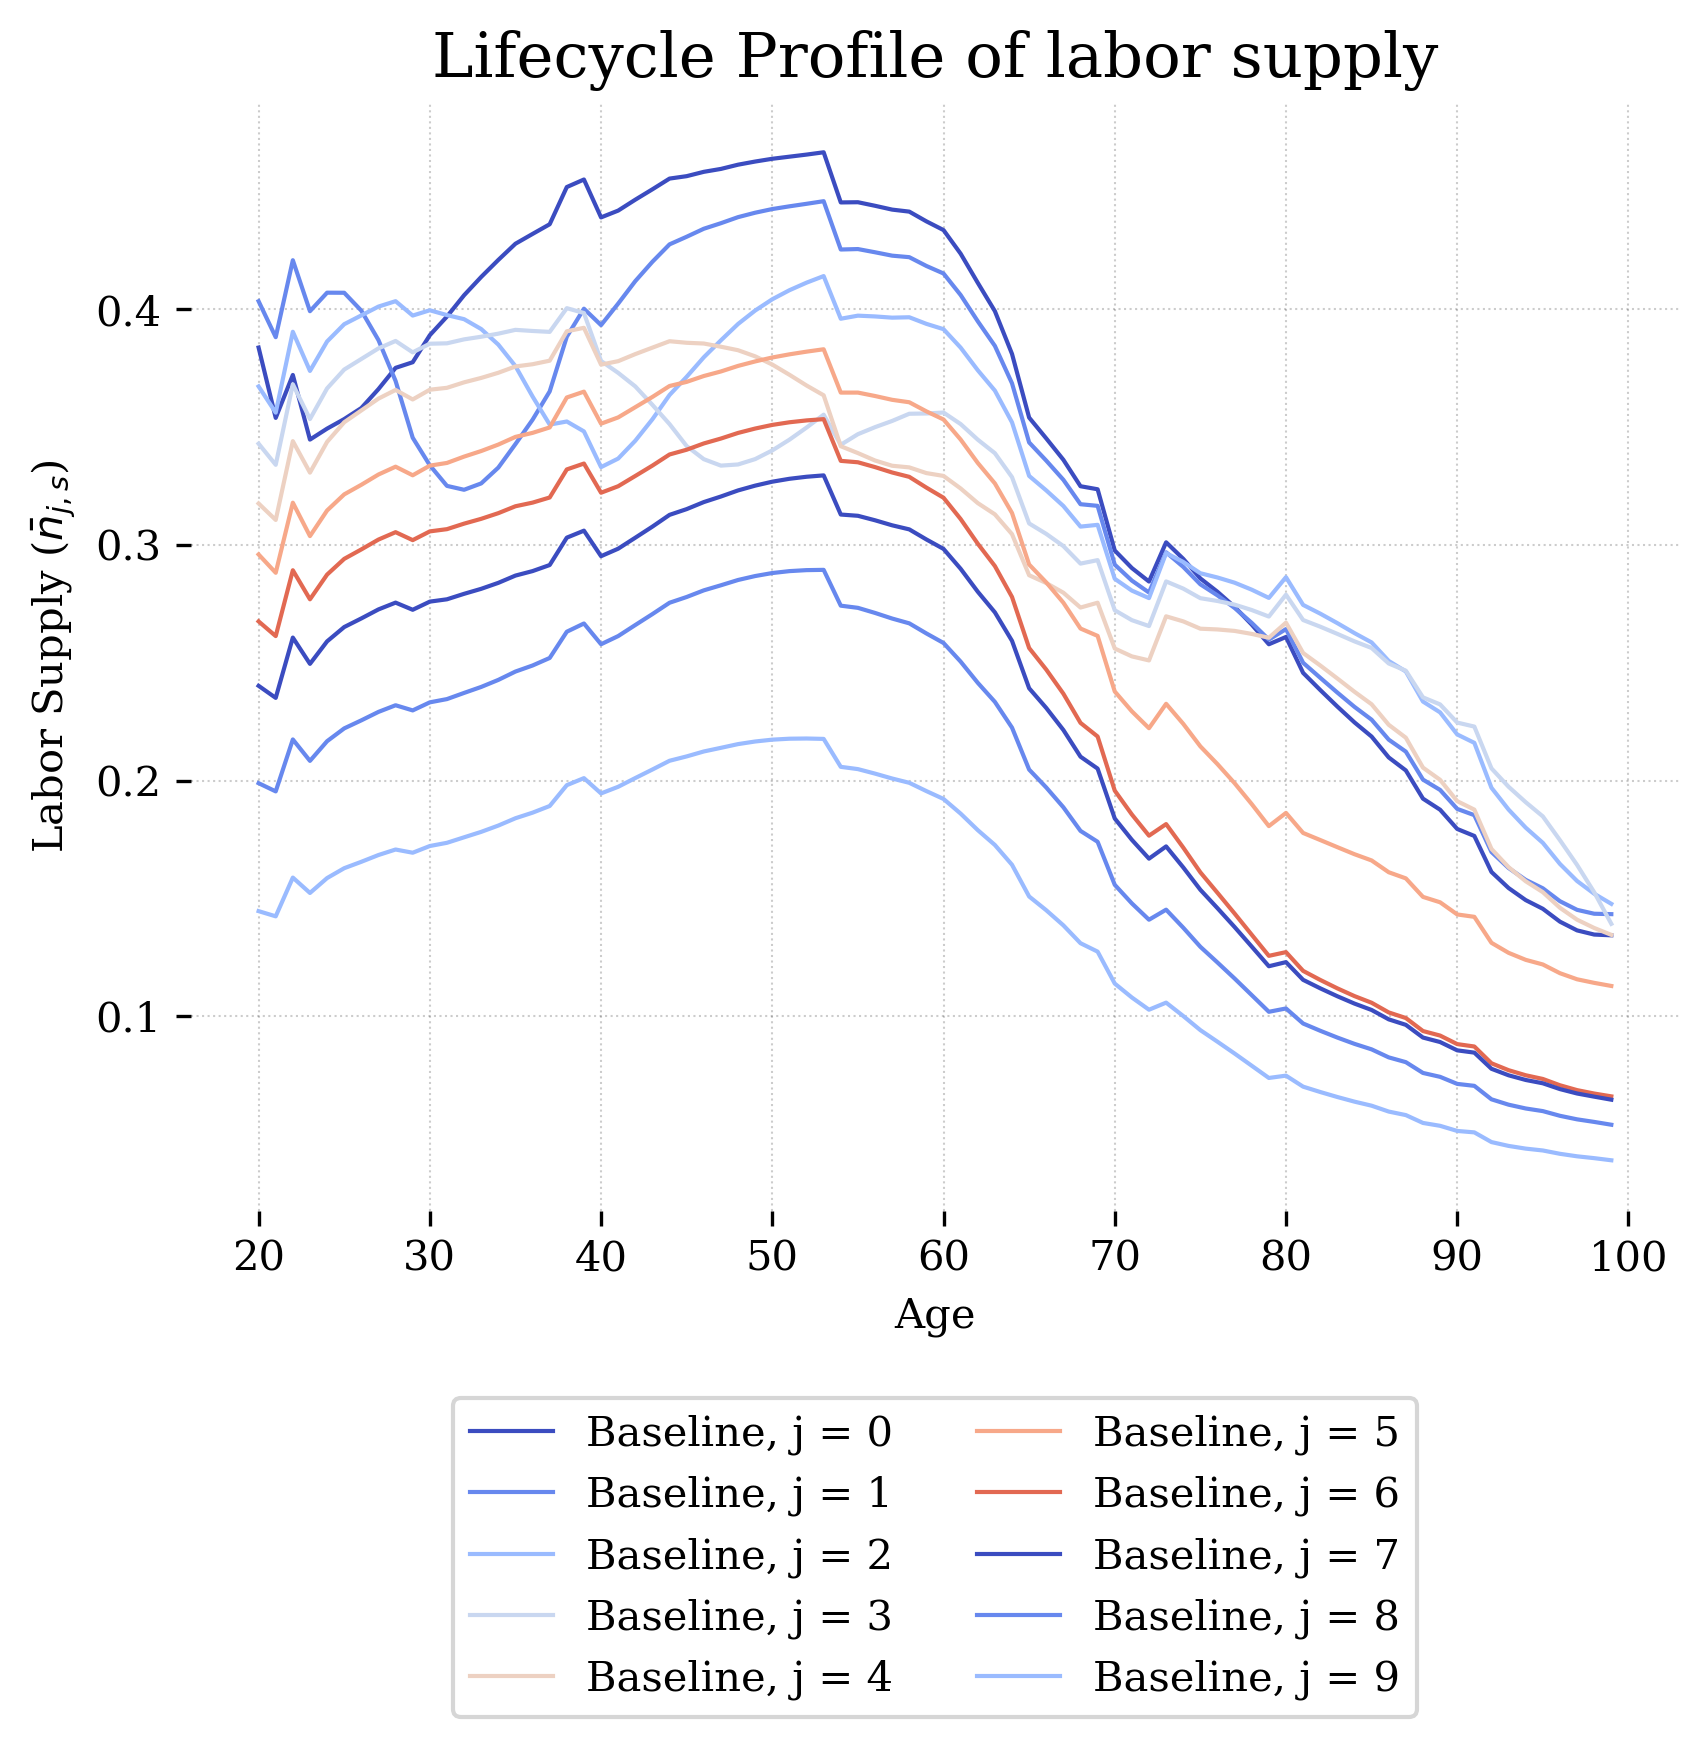 Lifecycle Profile of labor supply
Labor Supply (n̄_{j,s})
0.4
0.3
0.2
0.1
20 30 40 50 60 70 80 90 100
Age
Baseline, j = 0
Baseline, j = 1
Baseline, j = 2
Baseline, j = 3
Baseline, j = 4
Baseline, j = 5
Baseline, j = 6
Baseline, j = 7
Baseline, j = 8
Baseline, j = 9